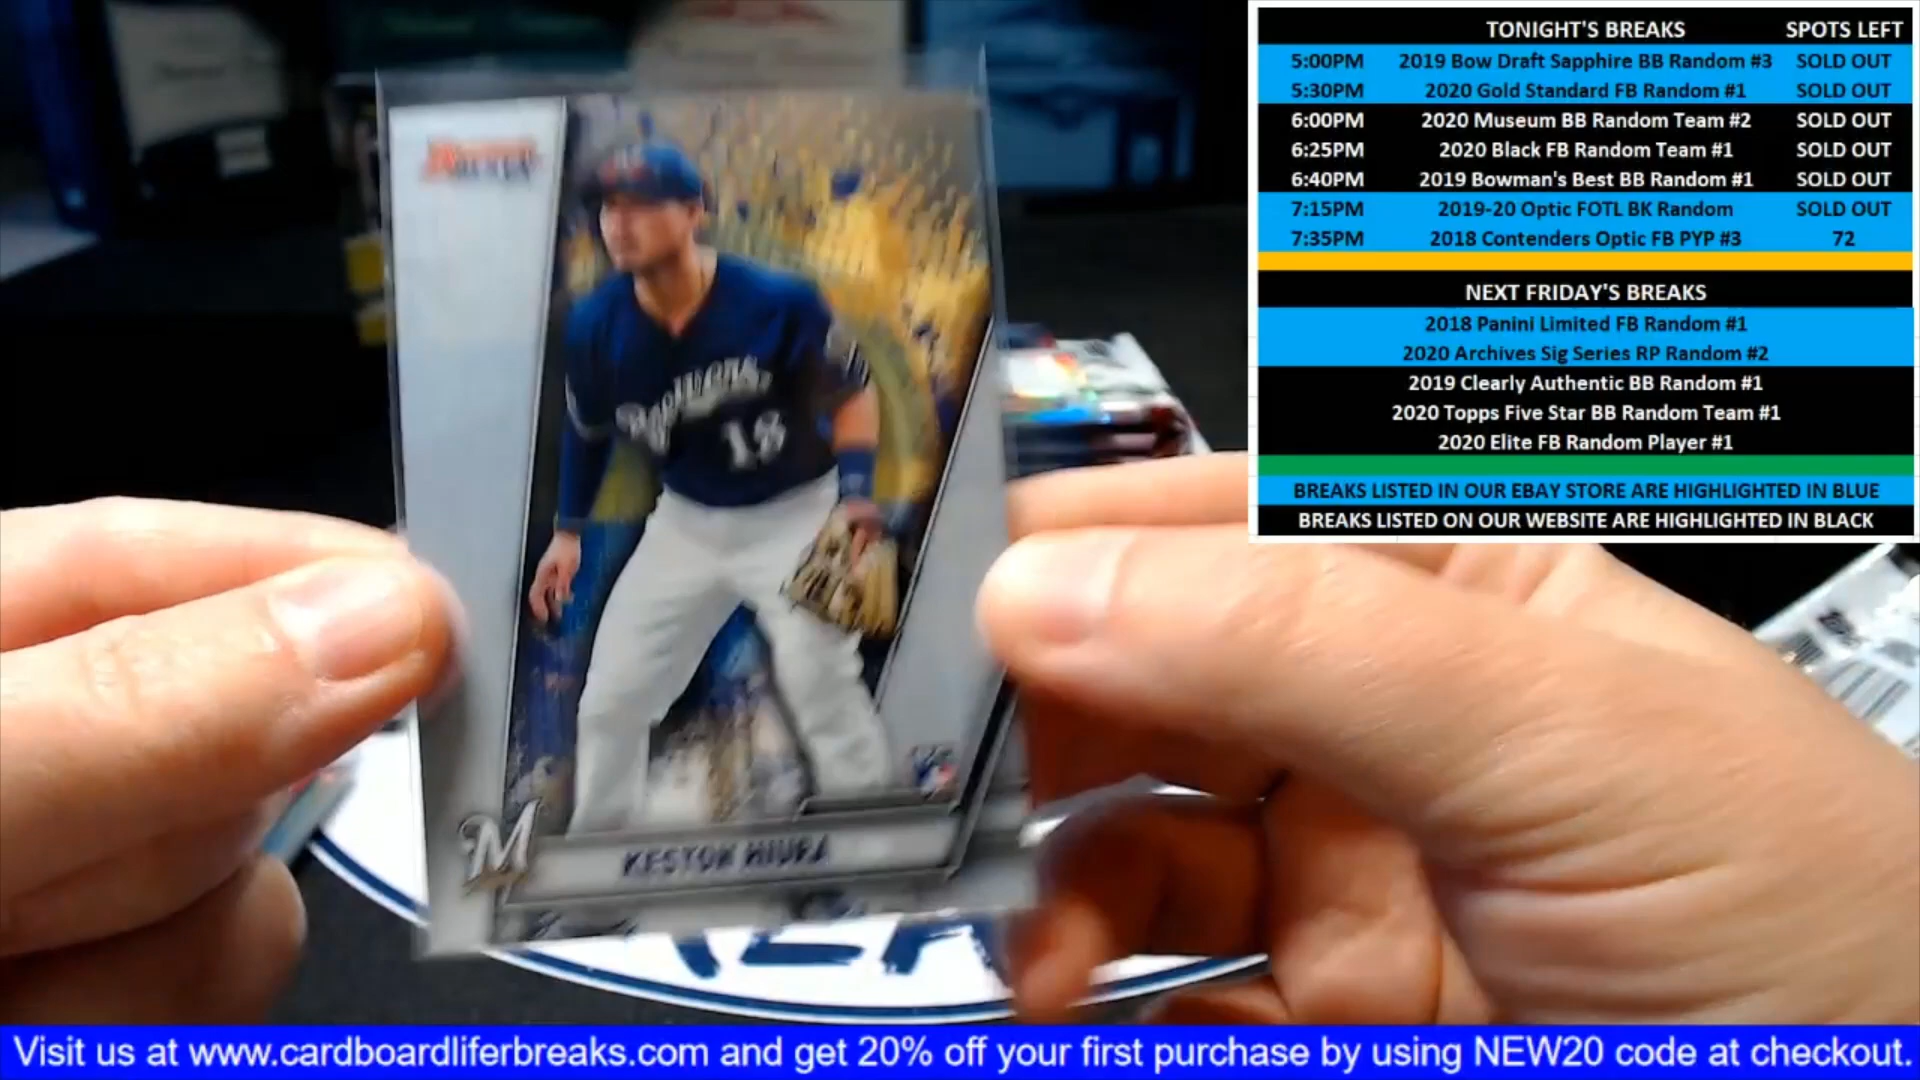 TONIGHT'S BREAKS SPOTS LEFT
5:00PM 2019 Bow Draft Sapphire BB Random #3 SOLD OUT
5:30PM 2020 Gold Standard FB Random #1 SOLD OUT
6:00PM 2020 Museum BB Random Team #2 SOLD OUT
6:25PM 2020 Black FB Random Team #1 SOLD OUT
6:40PM 2019 Bowman's Best BB Random #1 SOLD OUT
7:15PM 2019-20 Optic FOTL BK Random SOLD OUT
7:35PM 2018 Contenders Optic FB PYP #3 72
NEXT FRIDAY'S BREAKS
2018 Panini Limited FB Random #1
2020 Archives Sig Series RP Random #2
2019 Clearly Authentic BB Random #1
2020 Topps Five Star BB Random Team #1
2020 Elite FB Random Player #1
BREAKS LISTED IN OUR EBAY STORE ARE HIGHLIGHTED IN BLUE
BREAKS LISTED ON OUR WEBSITE ARE HIGHLIGHTED IN BLACK
Brewers
18
M
KESTON HIURA
Visit us at www.cardboardliferbreaks.com and get 20% off your first purchase by using NEW20 code at checkout.